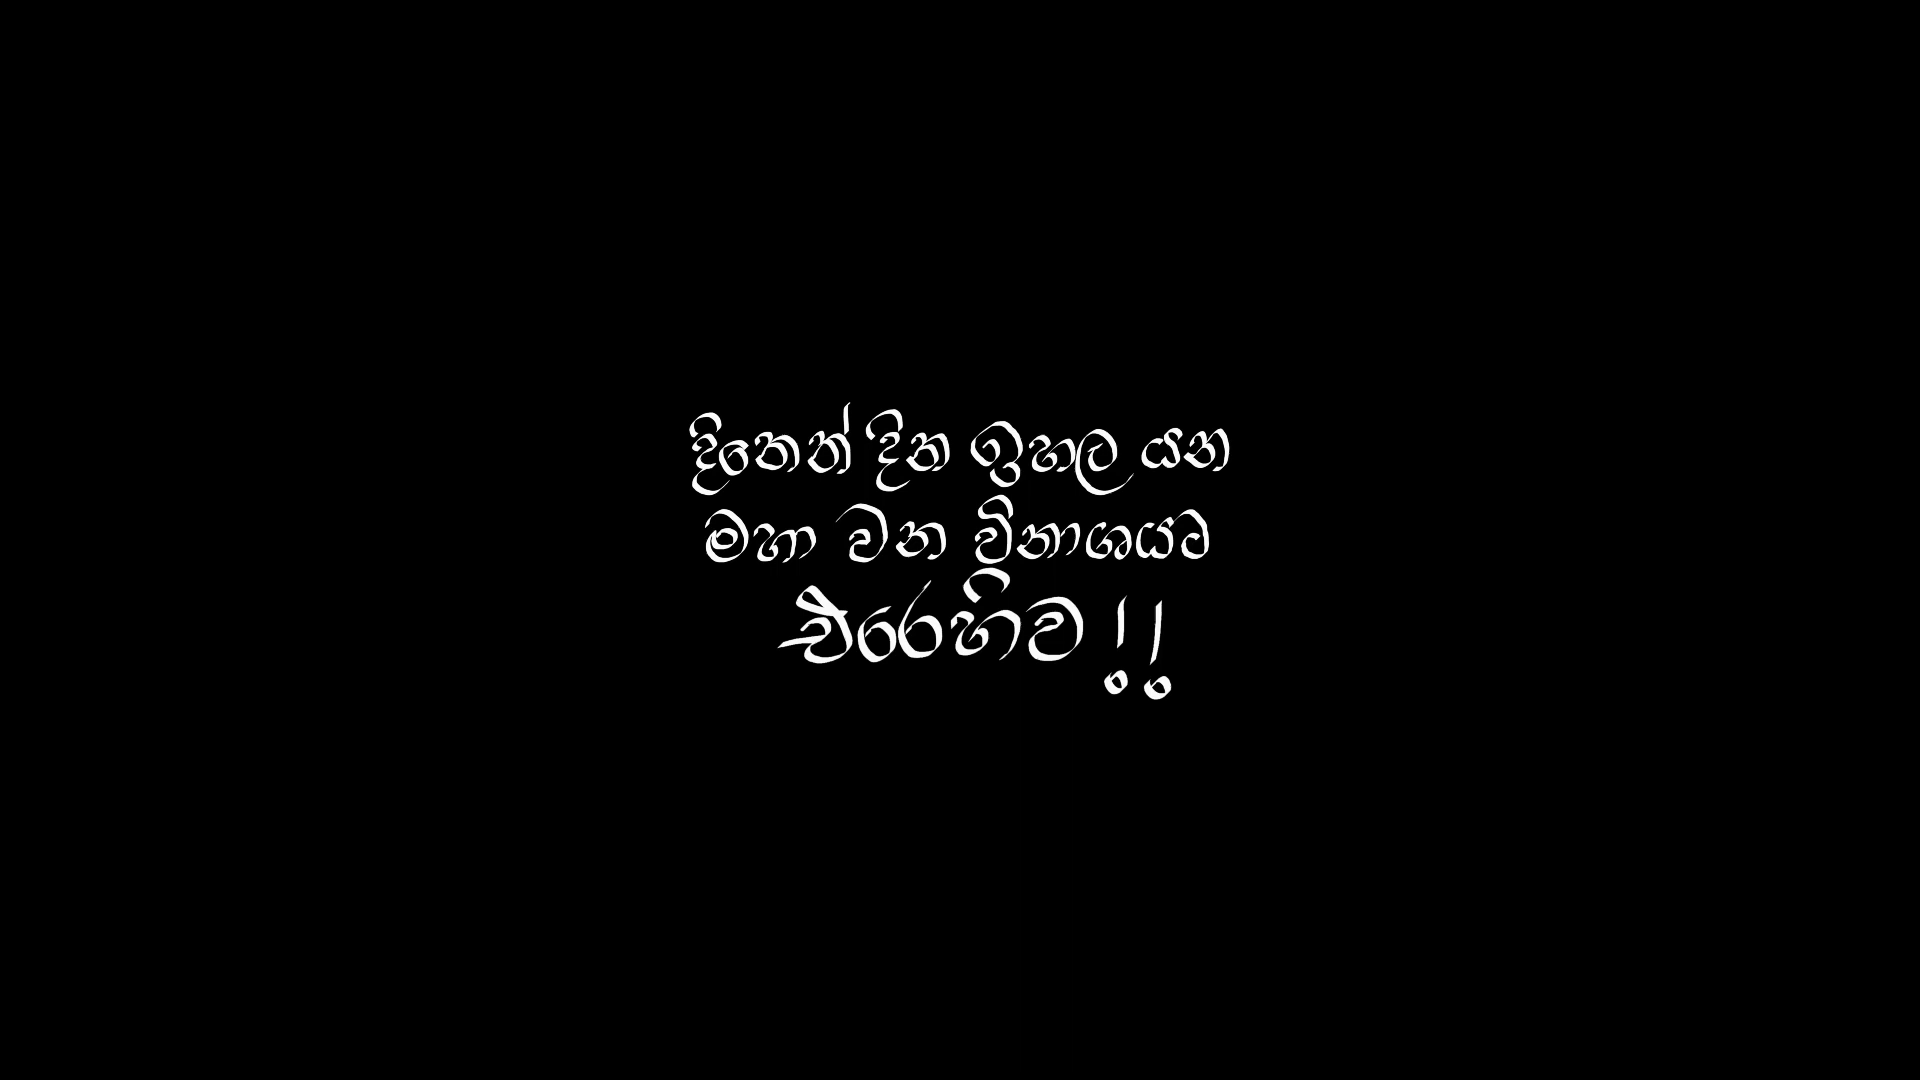 දිනෙන් දින ඉහල යන
මහා වන විනාශයට
එරෙහිව !!